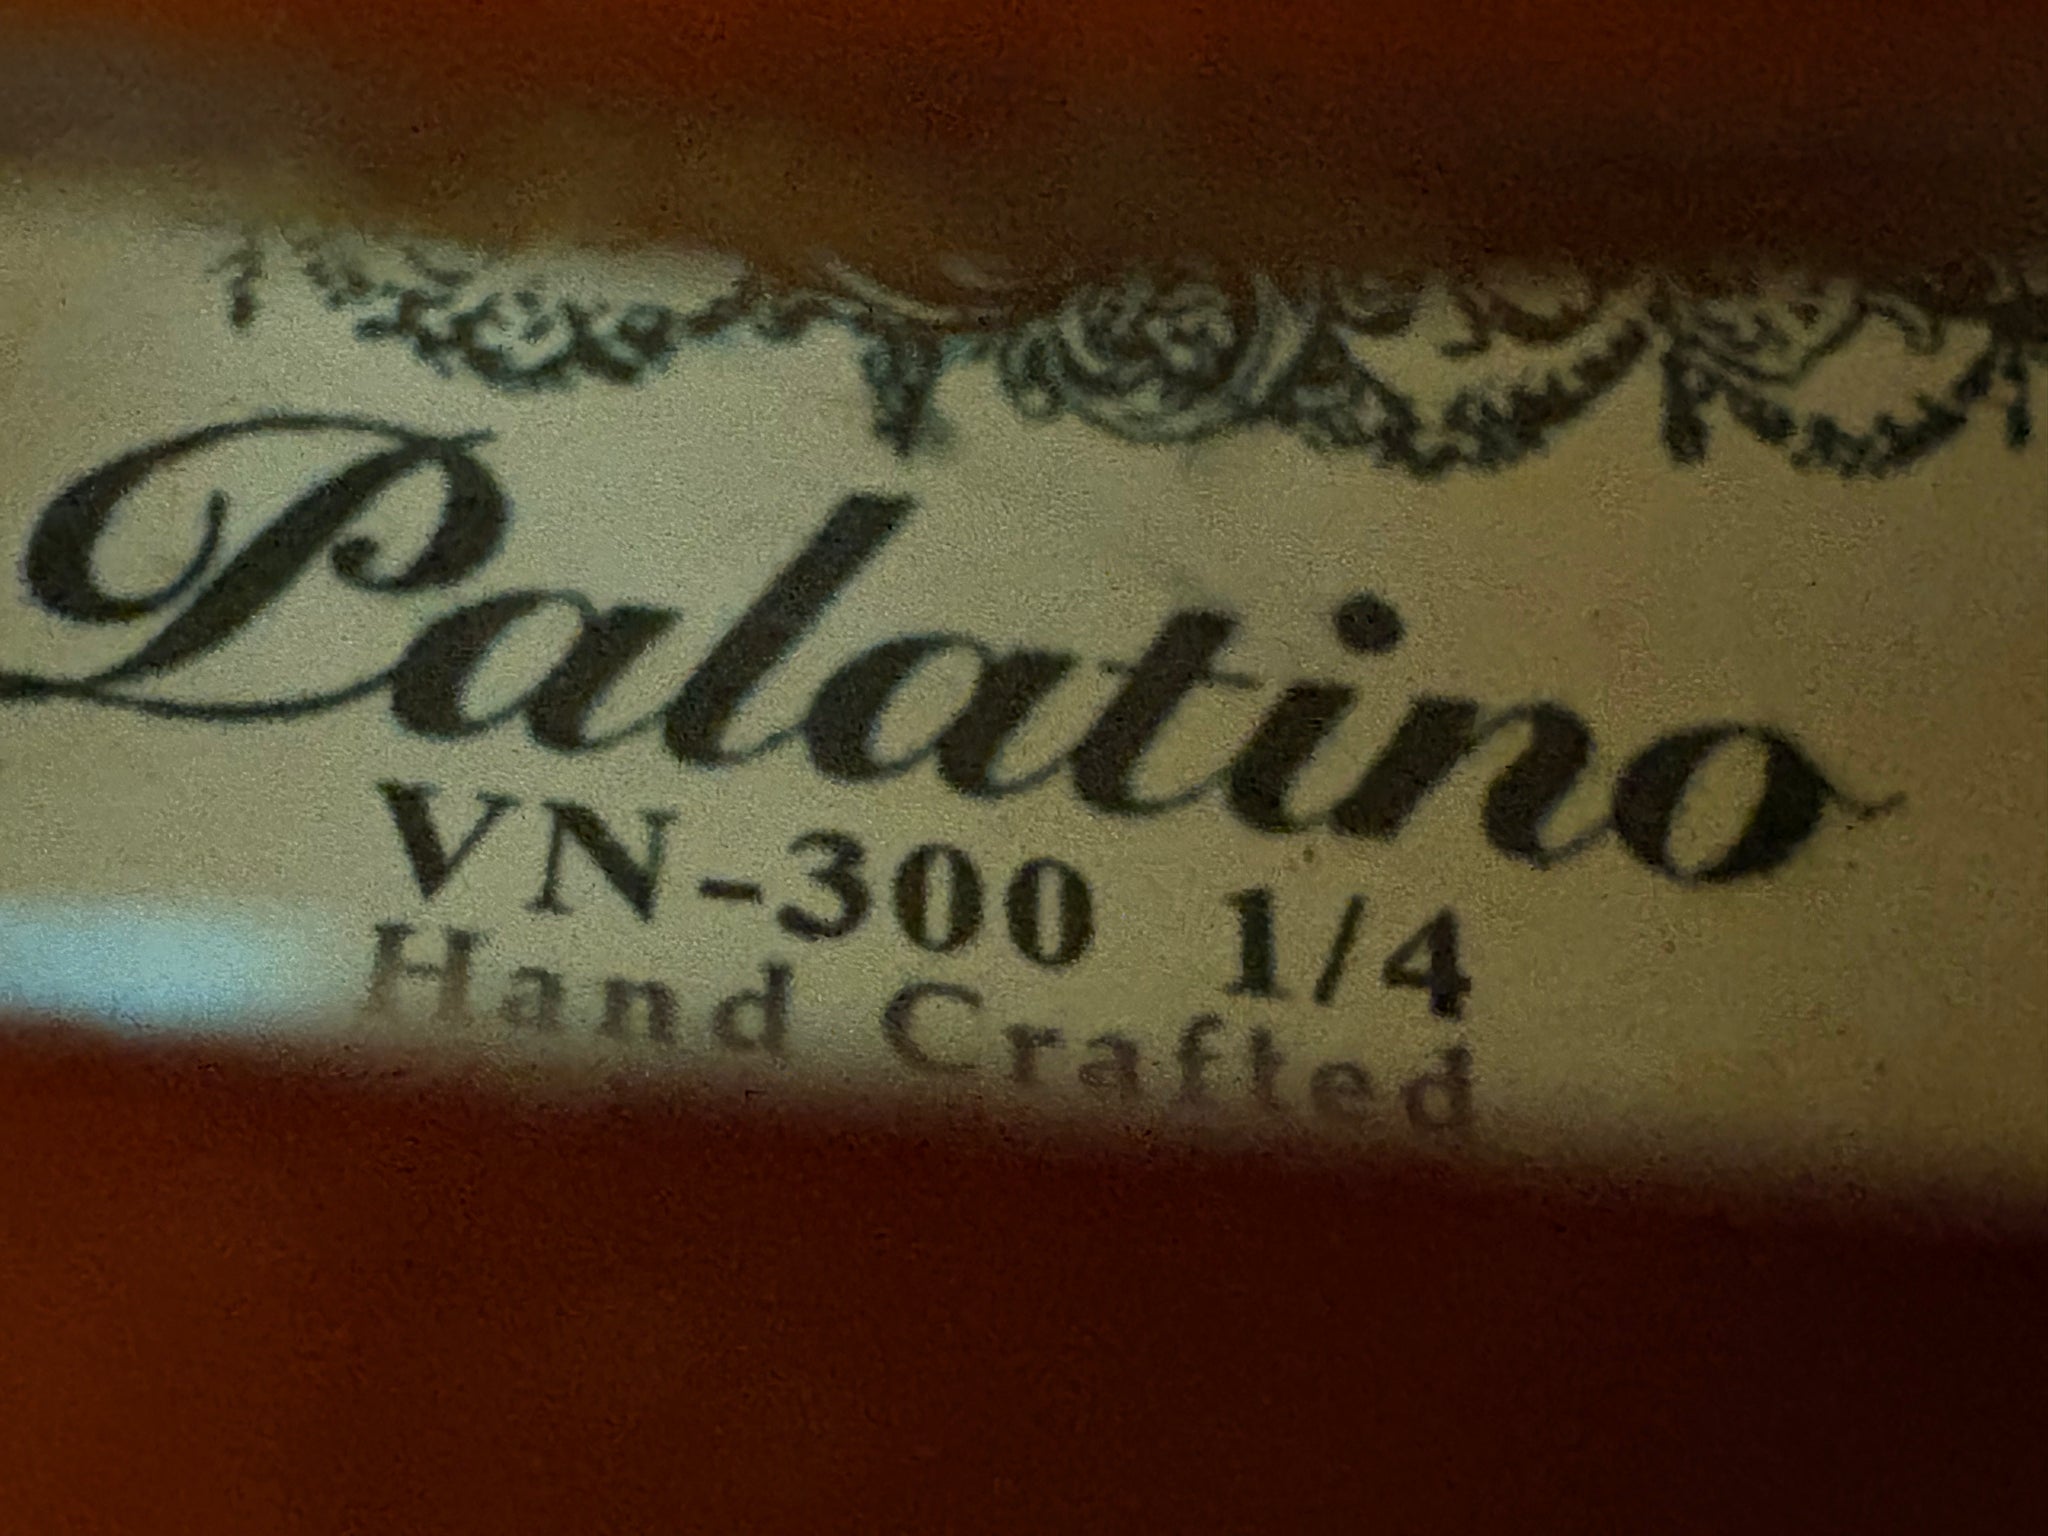 Palatino
VN-300 1/4
Hand Crafted